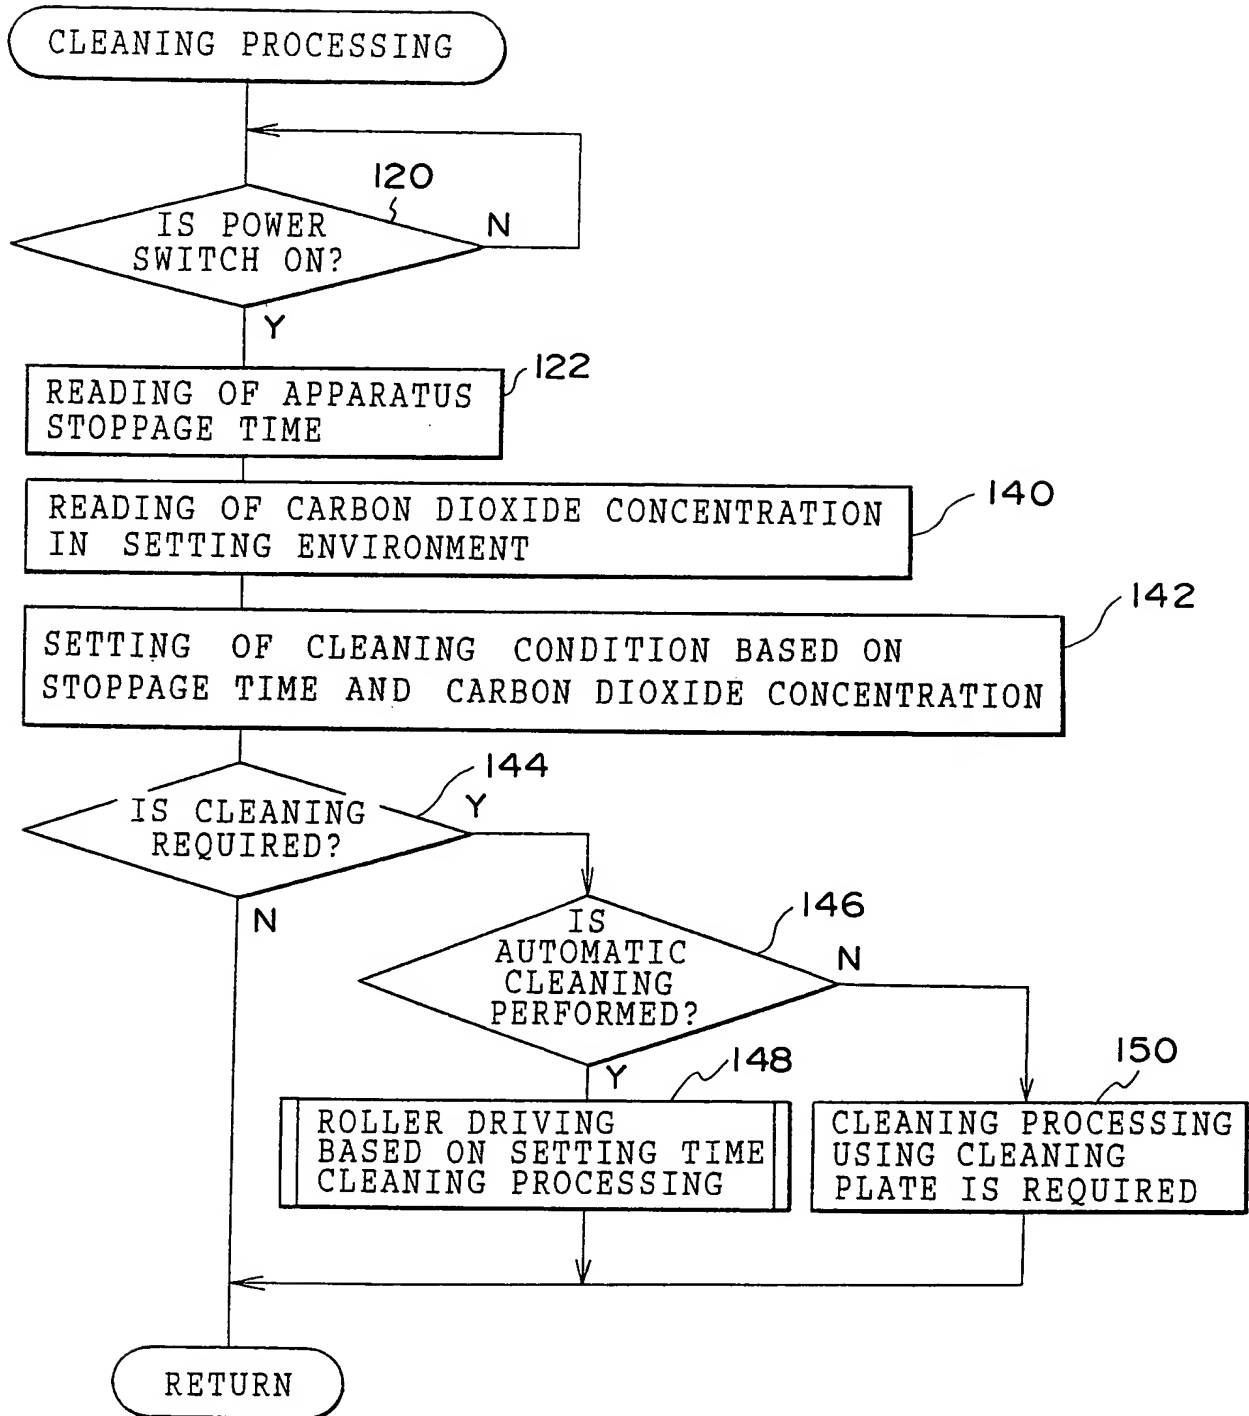 CLEANING PROCESSING
120
IS POWER
SWITCH ON?
N
Y
122
READING OF APPARATUS
STOPPAGE TIME
140
READING OF CARBON DIOXIDE CONCENTRATION
IN SETTING ENVIRONMENT
142
SETTING OF CLEANING CONDITION BASED ON
STOPPAGE TIME AND CARBON DIOXIDE CONCENTRATION
144
IS CLEANING
REQUIRED?
Y
N
146
IS
AUTOMATIC
CLEANING
PERFORMED?
N
Y
148
ROLLER DRIVING
BASED ON SETTING TIME
CLEANING PROCESSING
150
CLEANING PROCESSING
USING CLEANING
PLATE IS REQUIRED
RETURN